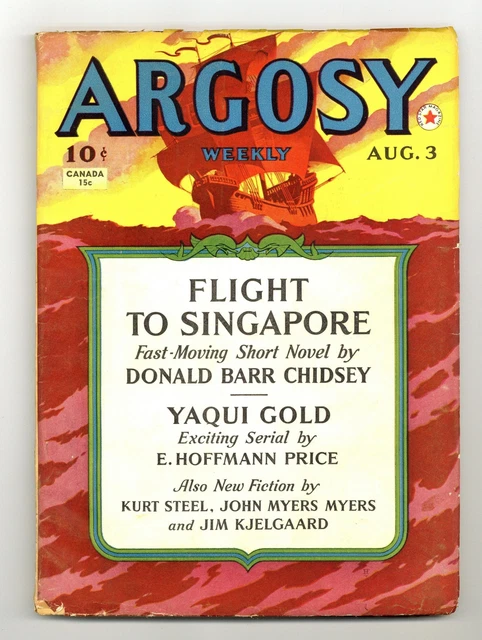 ARGOSY
WEEKLY
10¢
AUG. 3
CANADA
15c
FLIGHT
TO SINGAPORE
Fast-Moving Short Novel by
DONALD BARR CHIDSEY
YAQUI GOLD
Exciting Serial by
E. HOFFMANN PRICE
Also New Fiction by
KURT STEEL, JOHN MYERS MYERS
and JIM KJELGAARD